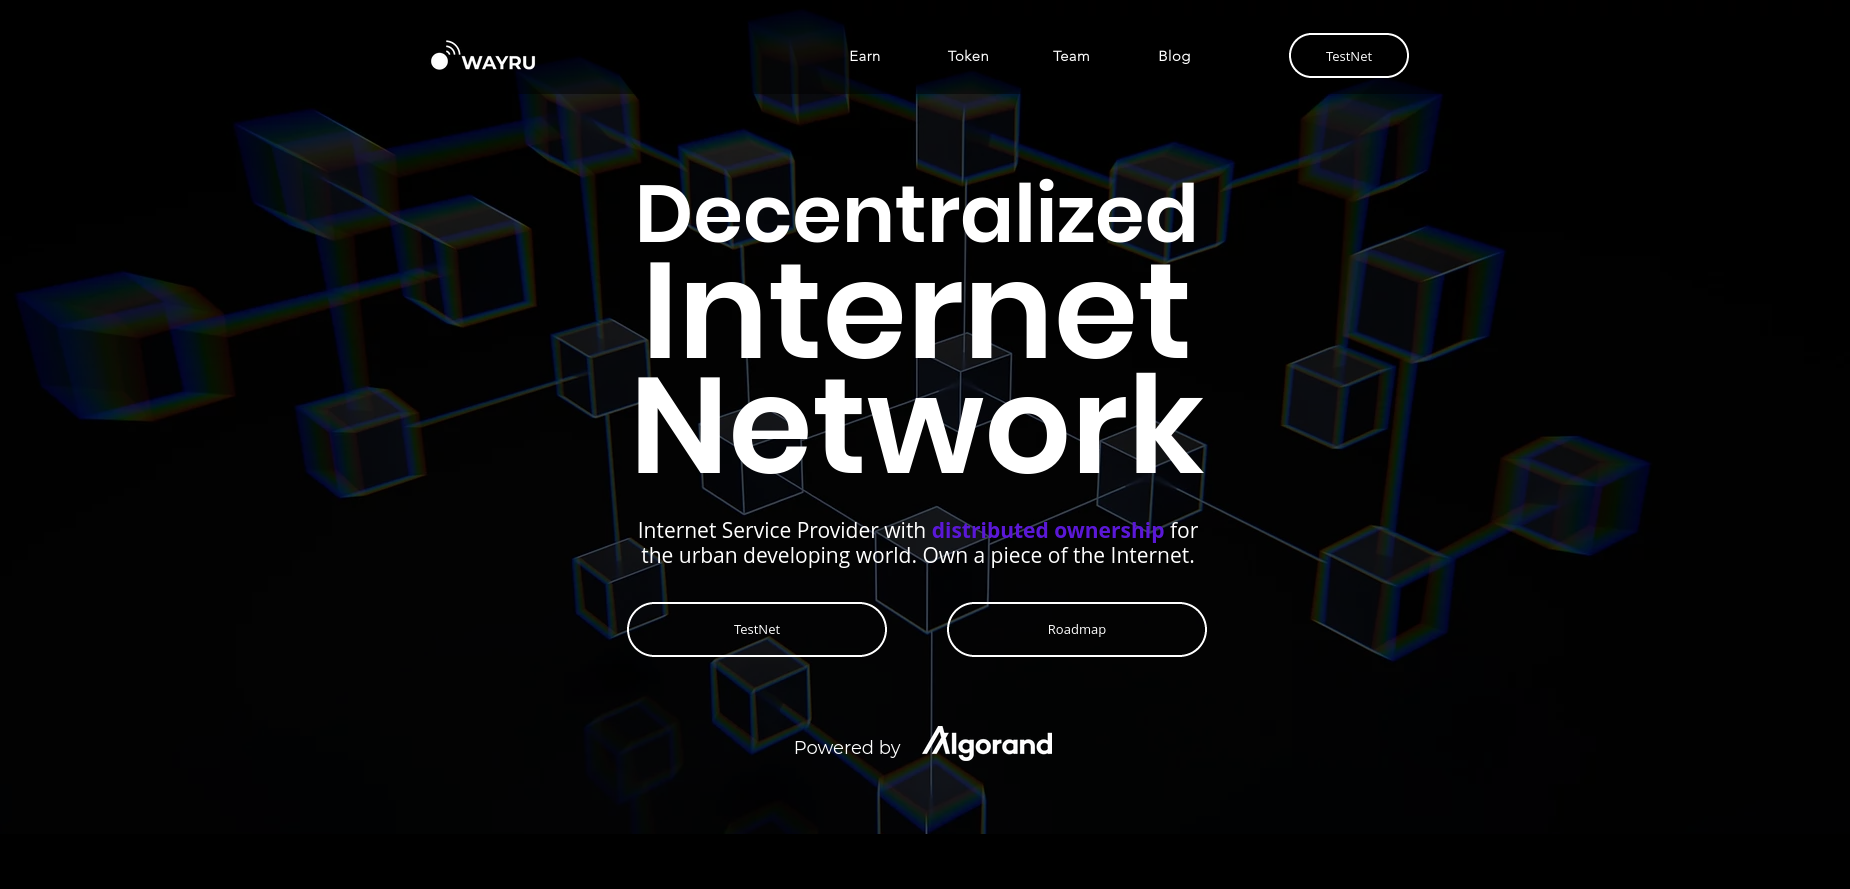 WAYRU
Earn
Token
Team
Blog
TestNet
Decentralized
Internet
Network
Internet Service Provider with distributed ownership for
the urban developing world. Own a piece of the Internet.
TestNet
Roadmap
Powered by Algorand